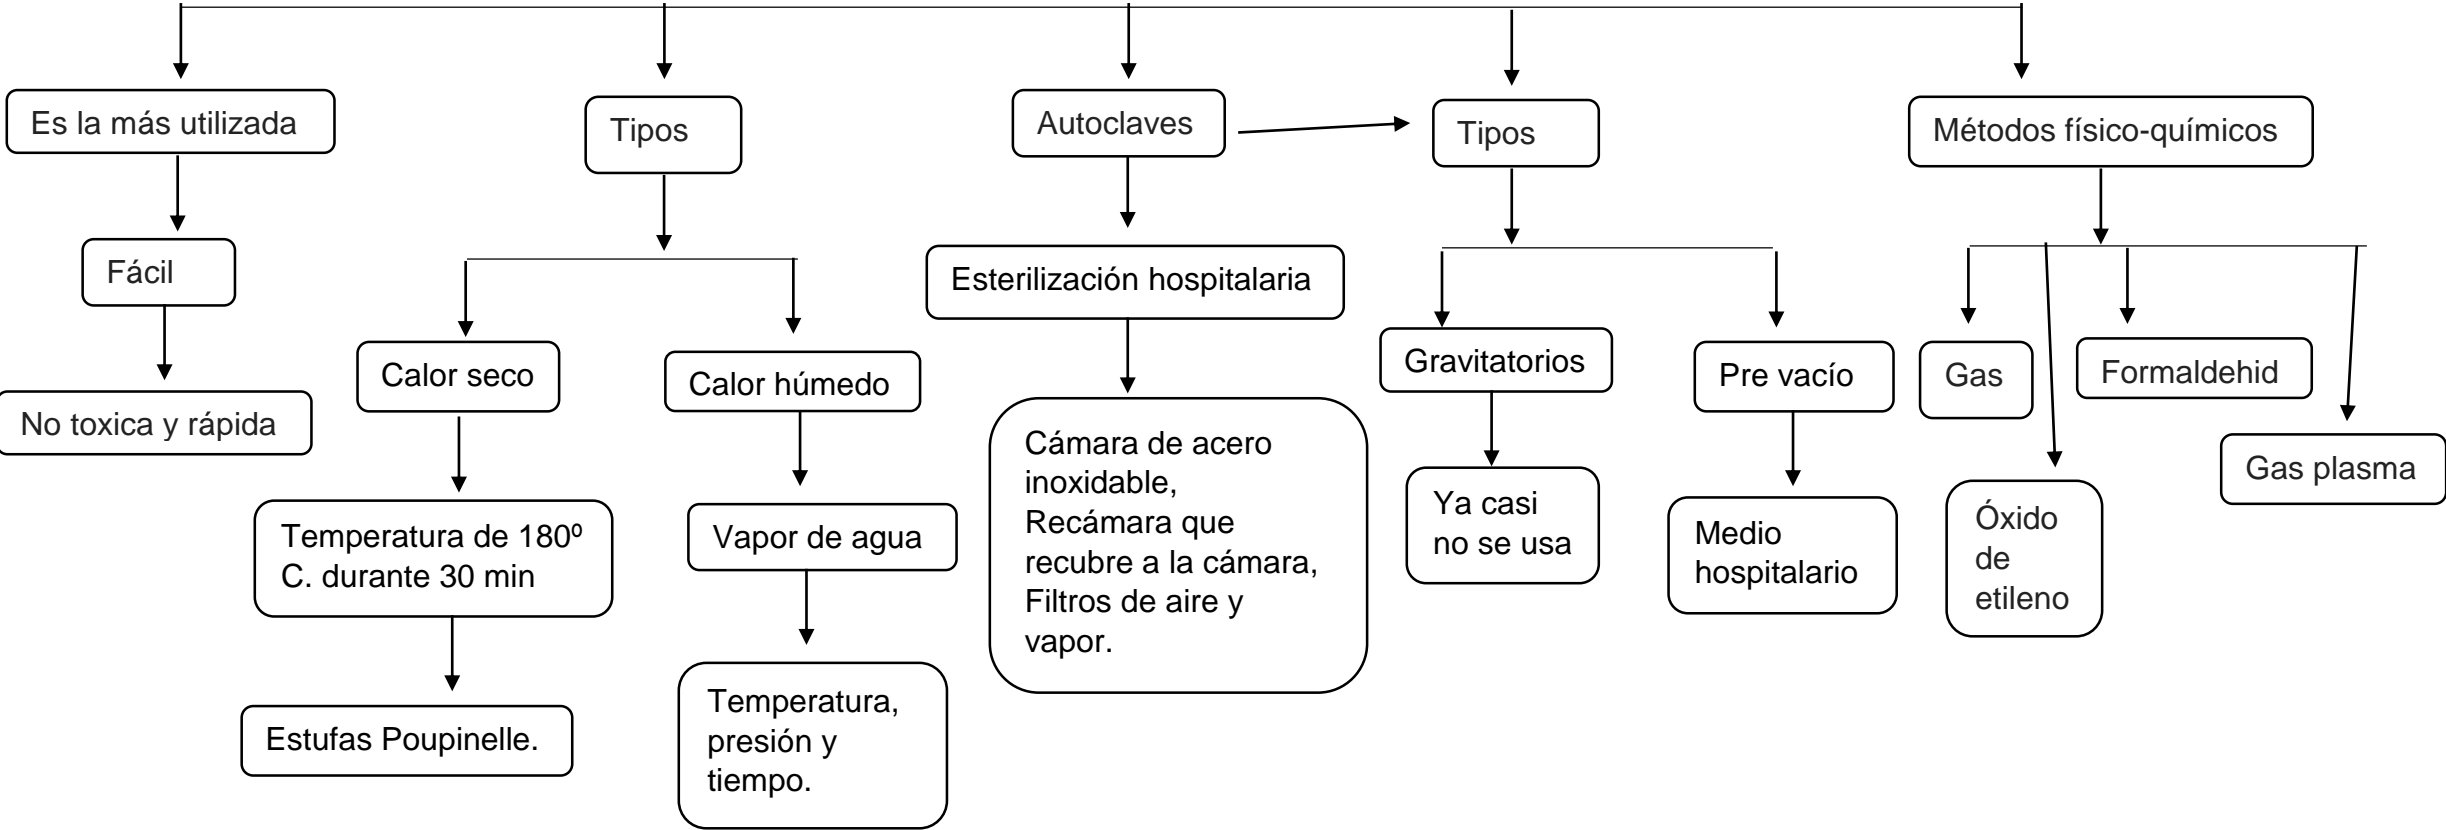 Es la más utilizada
Tipos
Autoclaves
Tipos
Métodos físico-químicos
Fácil
Esterilización hospitalaria
No toxica y rápida
Calor seco
Calor húmedo
Gravitatorios
Pre vacío
Gas
Formaldehid
Gas plasma
Temperatura de 180º
C. durante 30 min
Vapor de agua
Cámara de acero
inoxidable,
Recámara que
recubre a la cámara,
Filtros de aire y
vapor.
Ya casi
no se usa
Medio
hospitalario
Óxido
de
etileno
Estufas Poupinelle.
Temperatura,
presión y
tiempo.